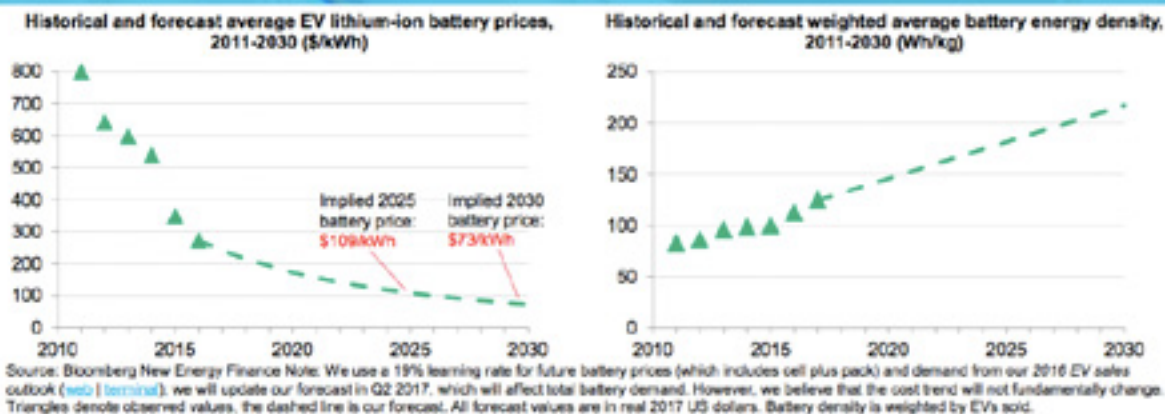 Historical and forecast average EV lithium-ion battery prices,
2011-2030 ($/kWh)
800
700
600
500
400
300
200
100
0
2010
2015
2020
2025
2030
Implied 2025
battery price:
$109/kWh
Implied 2030
battery price:
$73/kWh
Historical and forecast weighted average battery energy density,
2011-2030 (Wh/kg)
250
200
150
100
50
0
2010
2015
2020
2025
2030
Source: Bloomberg New Energy Finance Note: We use a 19% learning rate for future battery prices (which includes cell plus pack) and demand from our 2016 EV sales
outlook (web | terminal). we will update our forecast in Q2 2017, which will affect total battery demand. However, we believe that the cost trend will not fundamentally change.
Triangles denote observed values, the dashed line is our forecast. All forecast values are in real 2017 US dollars. Battery density is weighted by EVs sold.